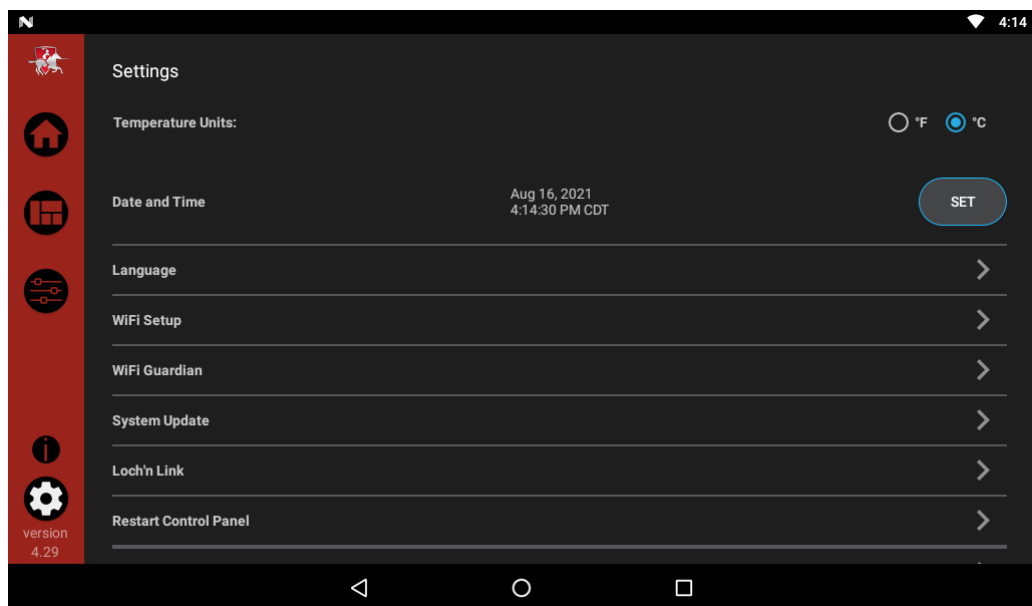 4:14
Settings
Temperature Units:
°F
°C
Date and Time
Aug 16, 2021
4:14:30 PM CDT
SET
Language
WiFi Setup
WiFi Guardian
System Update
Loch'n Link
Restart Control Panel
version
4.29